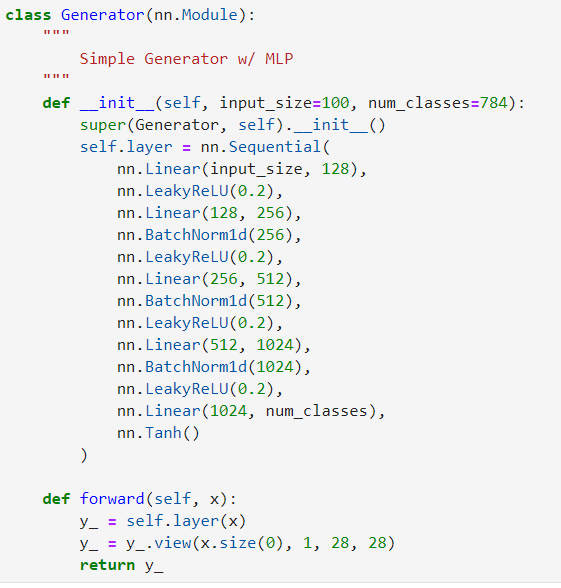 class Generator(nn.Module):
    """
        Simple Generator w/ MLP
    """
    def __init__(self, input_size=100, num_classes=784):
        super(Generator, self).__init__()
        self.layer = nn.Sequential(
            nn.Linear(input_size, 128),
            nn.LeakyReLU(0.2),
            nn.Linear(128, 256),
            nn.BatchNorm1d(256),
            nn.LeakyReLU(0.2),
            nn.Linear(256, 512),
            nn.BatchNorm1d(512),
            nn.LeakyReLU(0.2),
            nn.Linear(512, 1024),
            nn.BatchNorm1d(1024),
            nn.LeakyReLU(0.2),
            nn.Linear(1024, num_classes),
            nn.Tanh()
        )
    def forward(self, x):
        y_ = self.layer(x)
        y_ = y_.view(x.size(0), 1, 28, 28)
        return y_